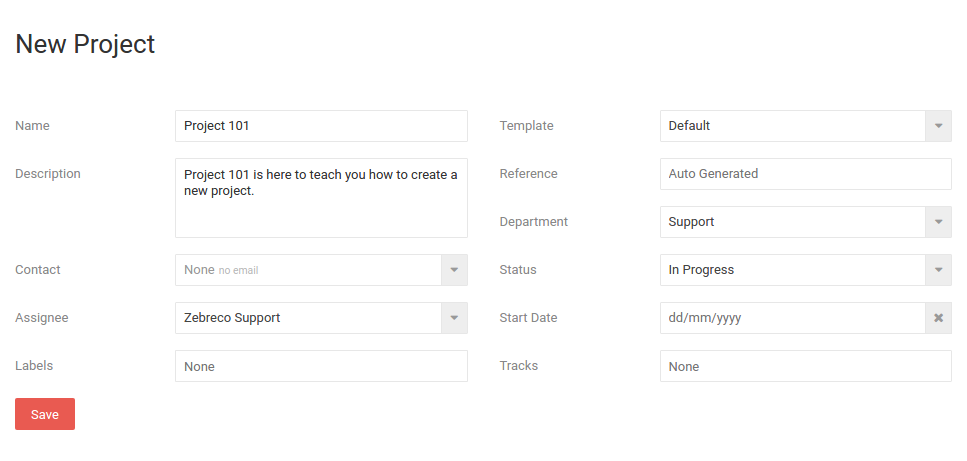 New Project
Name
Project 101
Template
Default
Description
Project 101 is here to teach you how to create a
new project.
Reference
Auto Generated
Department
Support
Contact
None no email
Status
In Progress
Assignee
Zebreco Support
Start Date
dd/mm/yyyy
Labels
None
Tracks
None
Save